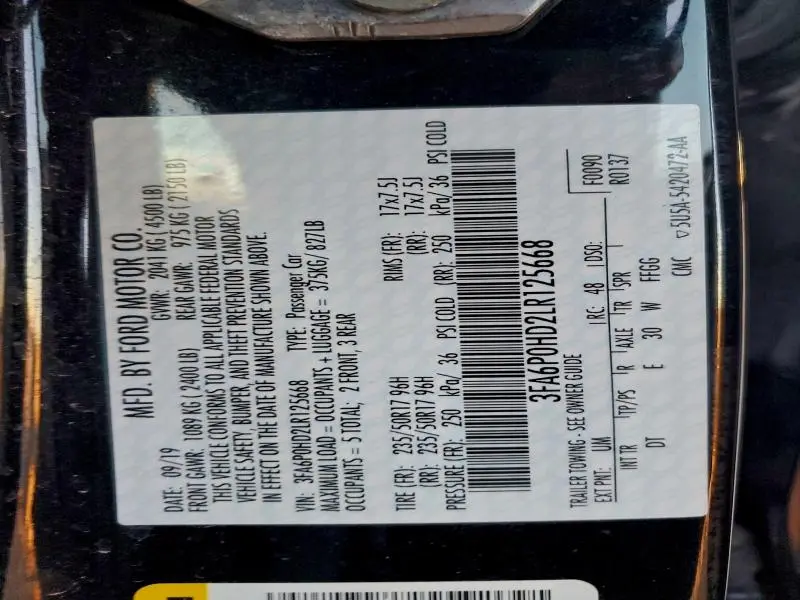 MFD. BY FORD MOTOR CO.
DATE: 09/19 GVWR: 2041 KG ( 4500 LB)
FRONT GAWR: 1089 KG ( 2400 LB) REAR GAWR: 975 KG ( 2150 LB)
THIS VEHICLE CONFORMS TO ALL APPLICABLE FEDERAL MOTOR
VEHICLE SAFETY, BUMPER, AND THEFT PREVENTION STANDARDS
IN EFFECT ON THE DATE OF MANUFACTURE SHOWN ABOVE.
VIN: 3FA6P0HD2LR125668 TYPE: Passenger Car
MAXIMUM LOAD = OCCUPANTS + LUGGAGE = 375KG/ 827LB
OCCUPANTS = 5 TOTAL; 2 FRONT, 3 REAR
TIRE (FR): 235/50R17 96H RIMS (FR): 17x7.5J
(RR): 235/50R17 96H (RR): 17x7.5J
PRESSURE (FR): 250 kPa/ 36 PSI COLD (RR): 250 kPa/ 36 PSI COLD
3FA6P0HD2LR125668
TRAILER TOWING - SEE OWNER GUIDE F0090
EXT PNT: UM RC: 48 DSO: R0137
INT TR TP/PS R AXLE TR SPR
DT E 30 W FFGG
CMC ▽5U5A-5420472-AA